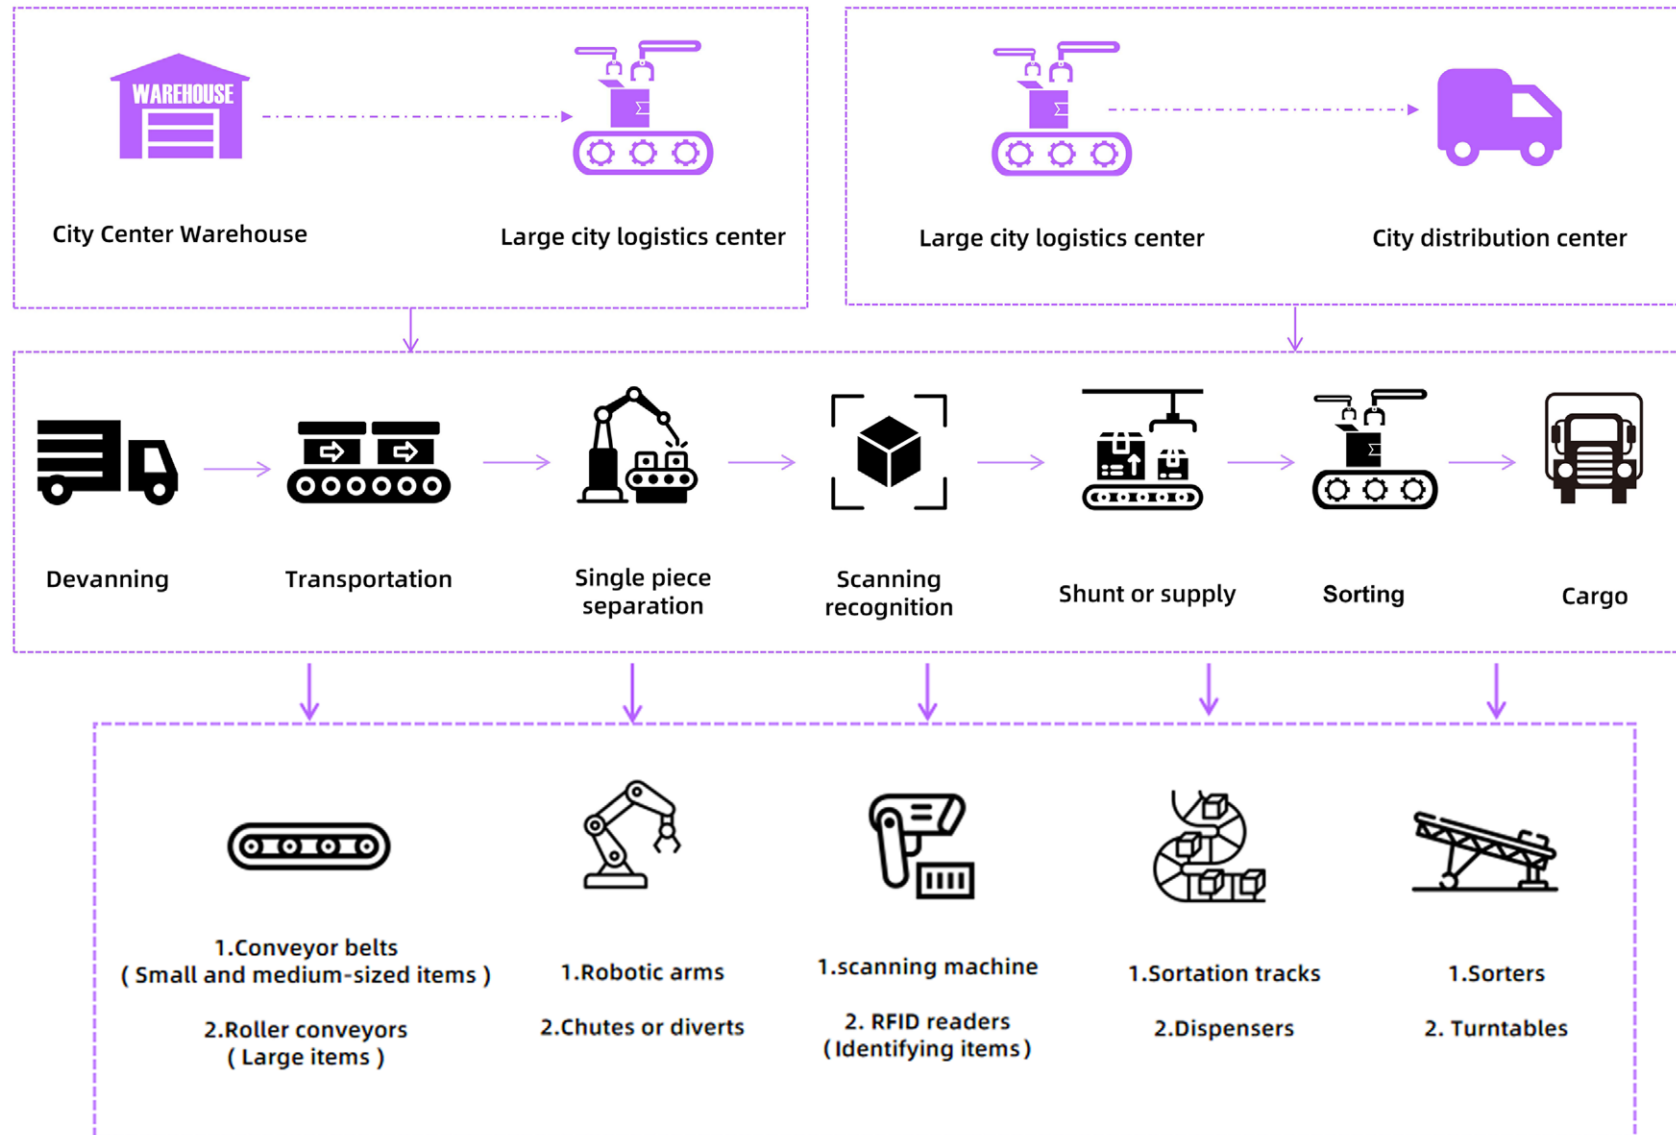 WAREHOUSE
City Center Warehouse
Large city logistics center
Large city logistics center
City distribution center
Devanning
Transportation
Single piece
separation
Scanning
recognition
Shunt or supply
Sorting
Cargo
1.Conveyor belts
( Small and medium-sized items )
2.Roller conveyors
( Large items )
1.Robotic arms
2.Chutes or diverts
1.scanning machine
2. RFID readers
(Identifying items)
1.Sortation tracks
2.Dispensers
1.Sorters
2. Turntables